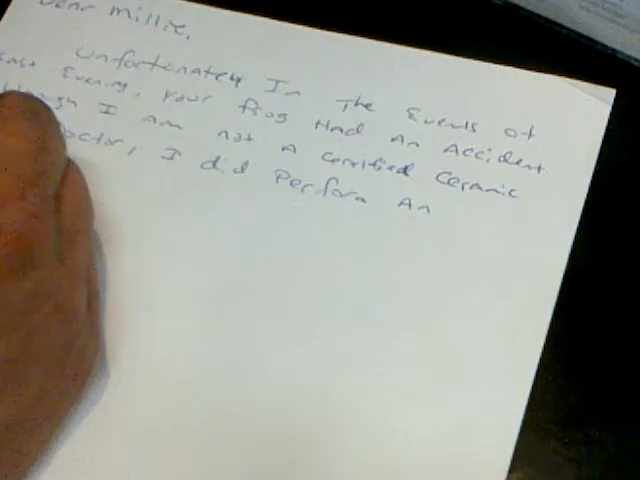 Dear Millie,
Unfortunately In The Events of
Evening, Your frog Had An Accident
I Am not A Certified Ceramic
Doctor, I did Perform An